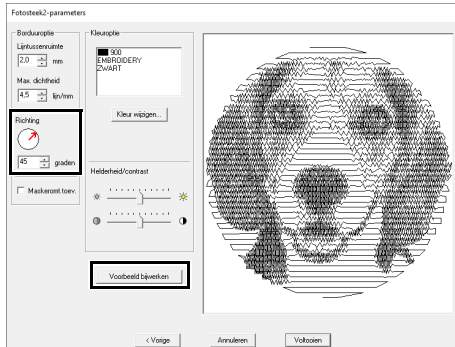 Fotosteek2-parameters
Borduuroptie
Lijntussenruimte
2,0 mm
Max. dichtheid
4,5 lijn/mm
Richting
45 graden
Maskeromt toev.
Kleuroptie
900
EMBROIDERY
ZWART
Kleur wijzigen...
Helderheid/contrast
Voorbeeld bijwerken
< Vorige
Annuleren
Voltooien